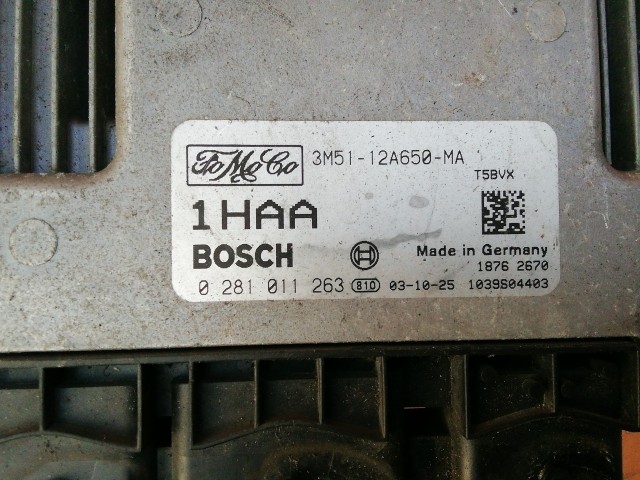 FoMoCo 3M51-12A650-MA
T5BVX
1HAA
BOSCH Made in Germany
1876 2670
0 281 011 263 810 03-10-25 1039S04403